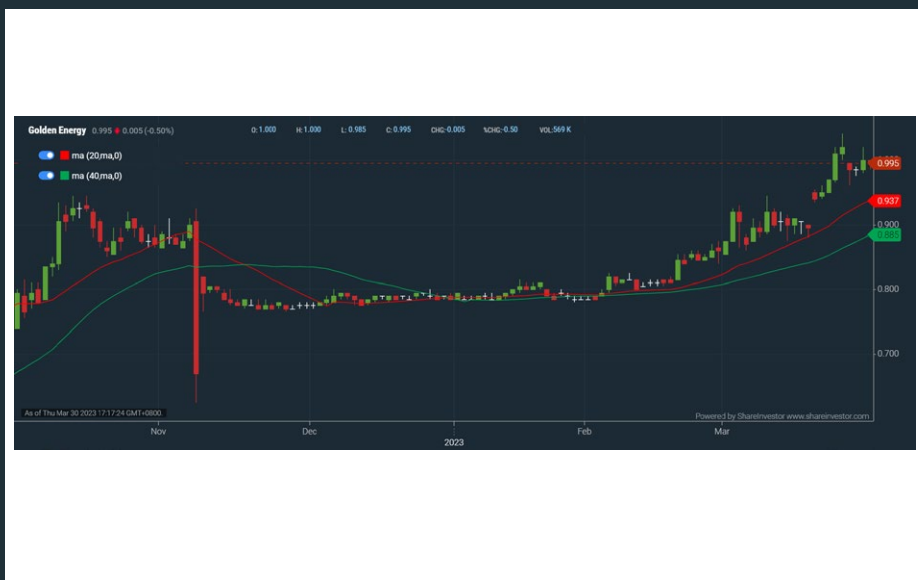 Golden Energy 0.995 0.005 (-0.50%) O: 1.000 H: 1.000 L: 0.985 C: 0.995 CHG:-0.005 %CHG:-0.50 VOL:569 K
ma (20,ma,0)
ma (40,ma,0)
0.995
0.937
0.900
0.885
0.800
0.700
As of Thu Mar 30 2023 17:17:24 GMT+0800.
Powered by ShareInvestor www.shareinvestor.com
Nov Dec Feb Mar
2023